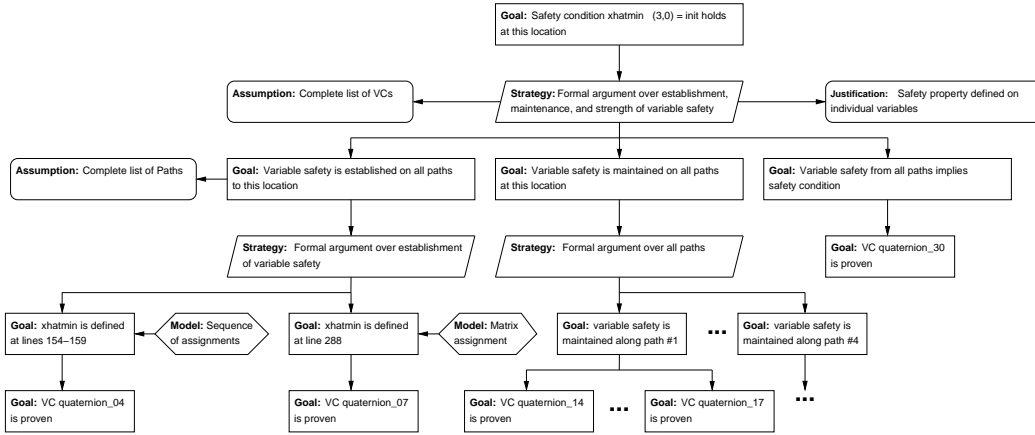 Goal: Safety condition xhatmin (3,0) = init holds
at this location
Assumption: Complete list of VCs
Strategy: Formal argument over establishment,
maintenance, and strength of variable safety
Justification: Safety property defined on
individual variables
Assumption: Complete list of Paths
Goal: Variable safety is established on all paths
to this location
Goal: Variable safety is maintained on all paths
at this location
Goal: Variable safety from all paths implies
safety condition
Strategy: Formal argument over establishment
of variable safety
Strategy: Formal argument over all paths
Goal: VC quaternion_30
is proven
Goal: xhatmin is defined
at lines 154–159
Model: Sequence
of assignments
Goal: xhatmin is defined
at line 288
Model: Matrix
assignment
Goal: variable safety is
maintained along path #1
...
Goal: variable safety is
maintained along path #4
Goal: VC quaternion_04
is proven
Goal: VC quaternion_07
is proven
Goal: VC quaternion_14
is proven
...
Goal: VC quaternion_17
is proven
...